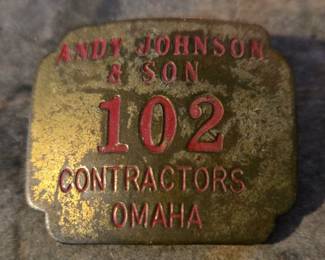 ANDY JOHNSON
& SON
102
CONTRACTORS
OMAHA